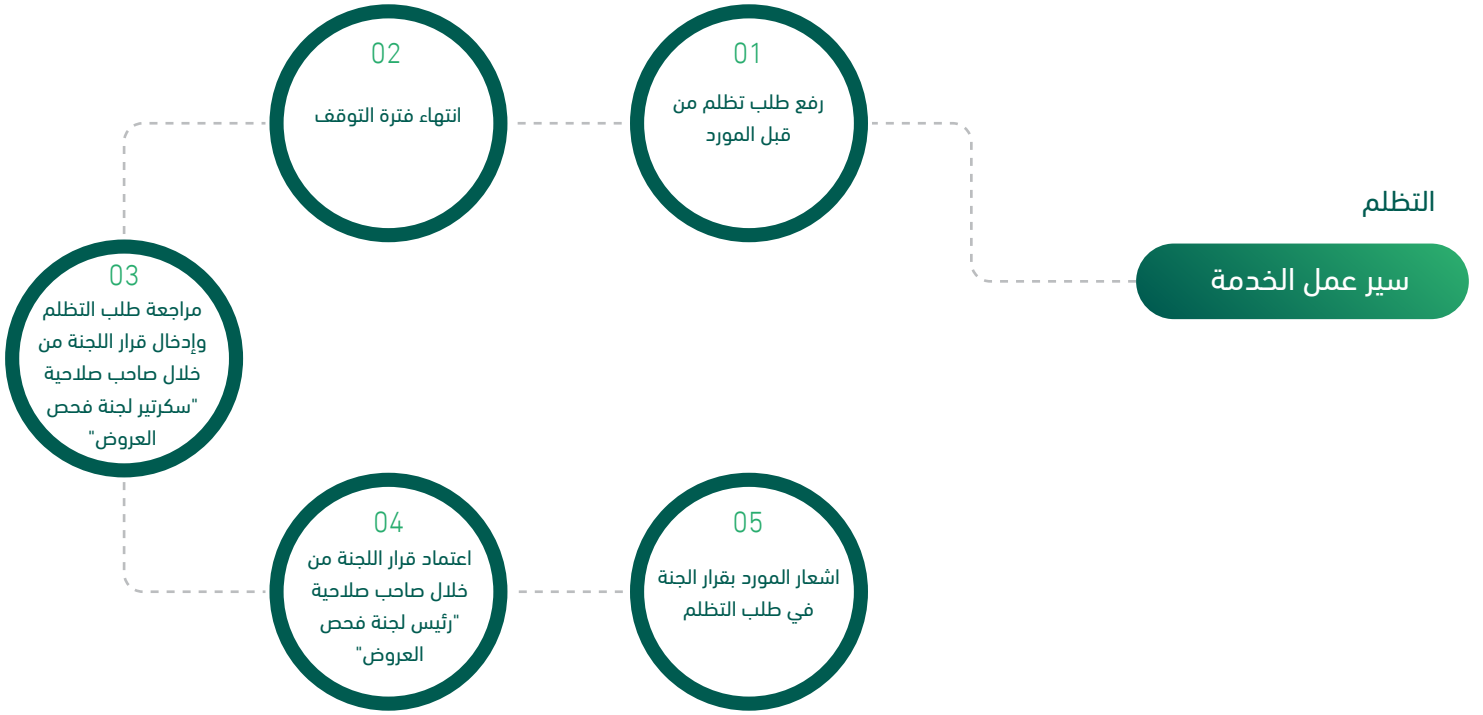 التظلم
سير عمل الخدمة
01
رفع طلب تظلم من
قبل المورد
02
انتهاء فترة التوقف
03
مراجعة طلب التظلم
وإدخال قرار اللجنة من
خلال صاحب صلاحية
"سكرتير لجنة فحص
العروض"
04
اعتماد قرار اللجنة من
خلال صاحب صلاحية
"رئيس لجنة فحص
العروض"
05
اشعار المورد بقرار الجنة
في طلب التظلم